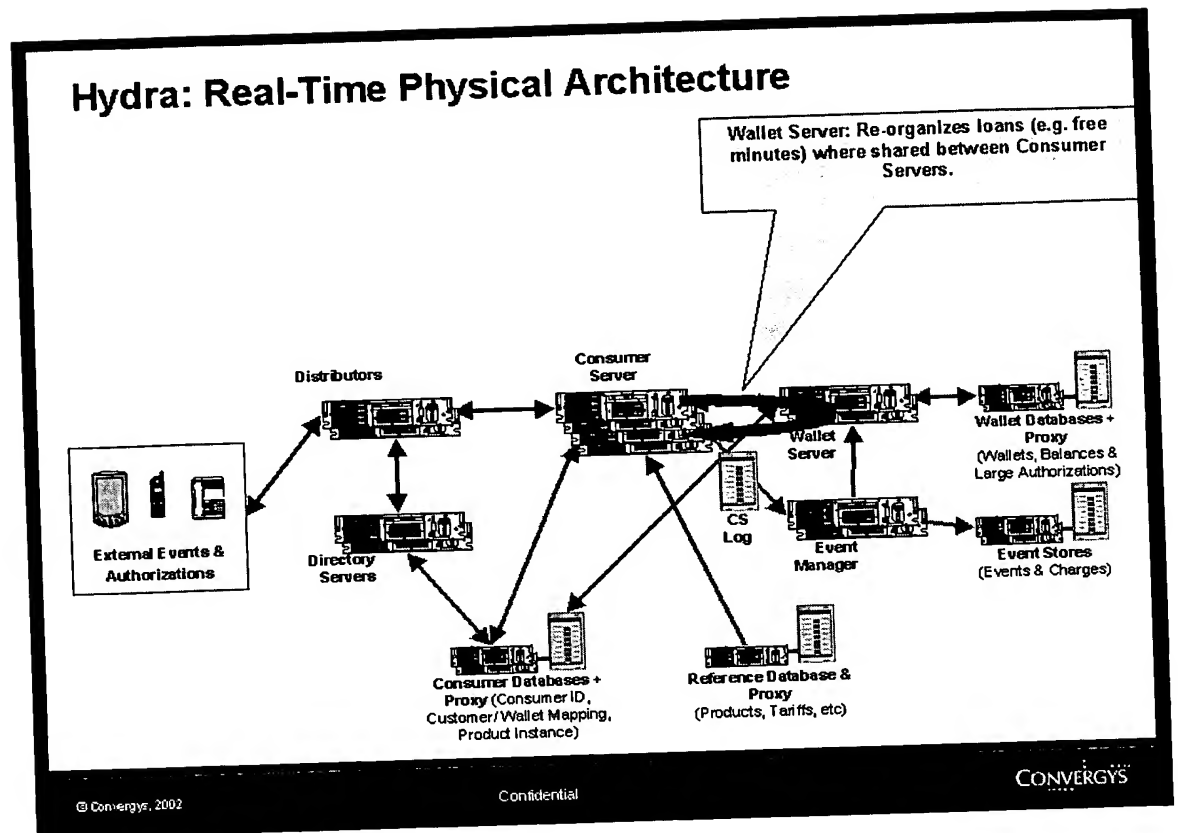 Hydra: Real-Time Physical Architecture
Wallet Server: Re-organizes loans (e.g. free
minutes) where shared between Consumer
Servers.
Distributors
Consumer
Server
Wallet
Server
Wallet Databases +
Proxy
(Wallets, Balances &
Large Authorizations)
External Events &
Authorizations
Directory
Servers
CS
Log
Event
Manager
Event Stores
(Events & Charges)
Consumer Databases +
Proxy (Consumer ID,
Customer/Wallet Mapping,
Product Instance)
Reference Database &
Proxy
(Products, Tariffs, etc)
© Convergys, 2002
Confidential
CONVERGYS